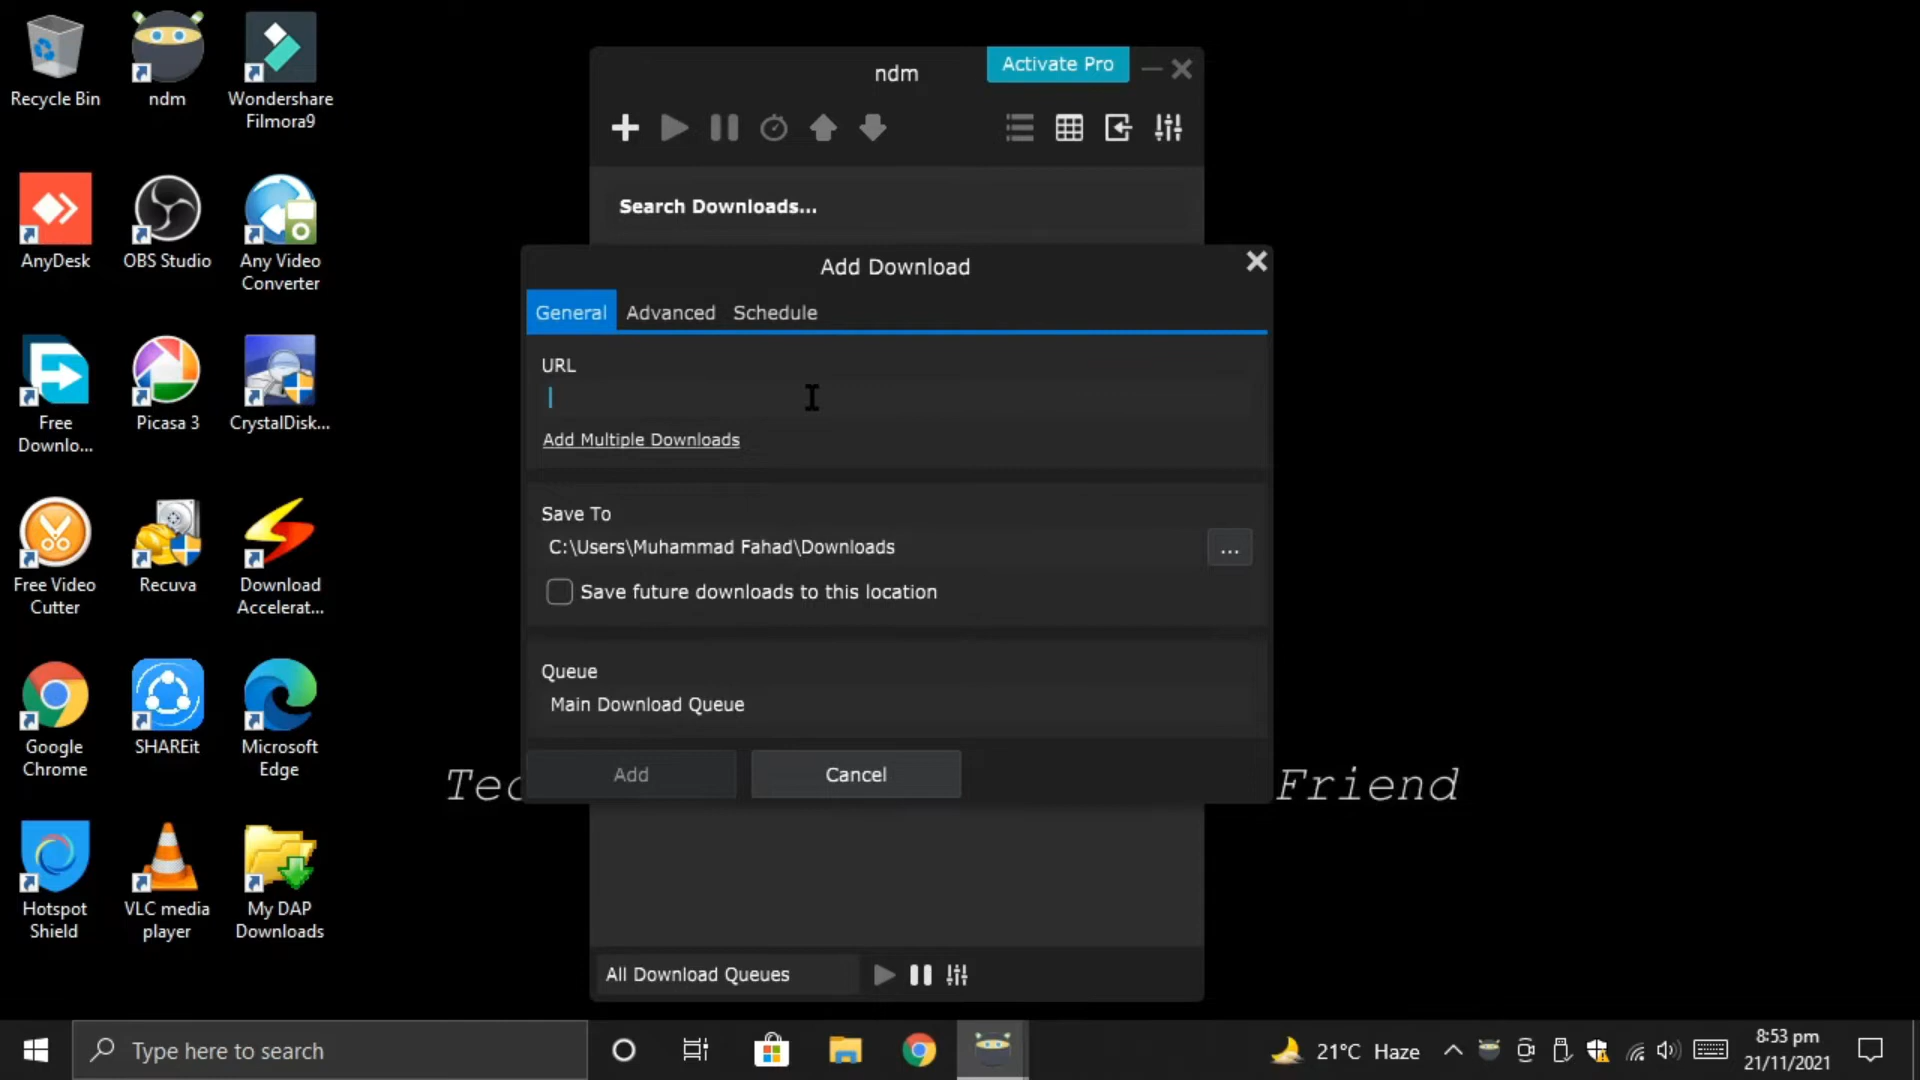 Recycle Bin
ndm
Wondershare
Filmora9
AnyDesk
OBS Studio
Any Video
Converter
Free
Downlo...
Picasa 3
CrystalDisk...
Free Video
Cutter
Recuva
Download
Accelerat...
Google
Chrome
SHAREit
Microsoft
Edge
Hotspot
Shield
VLC media
player
My DAP
Downloads
ndm
Activate Pro
Search Downloads...
Add Download
General
Advanced
Schedule
URL
Add Multiple Downloads
Save To
C:\Users\Muhammad Fahad\Downloads
...
Save future downloads to this location
Queue
Main Download Queue
Add
Cancel
Friend
All Download Queues
Type here to search
21°C Haze
8:53 pm
21/11/2021